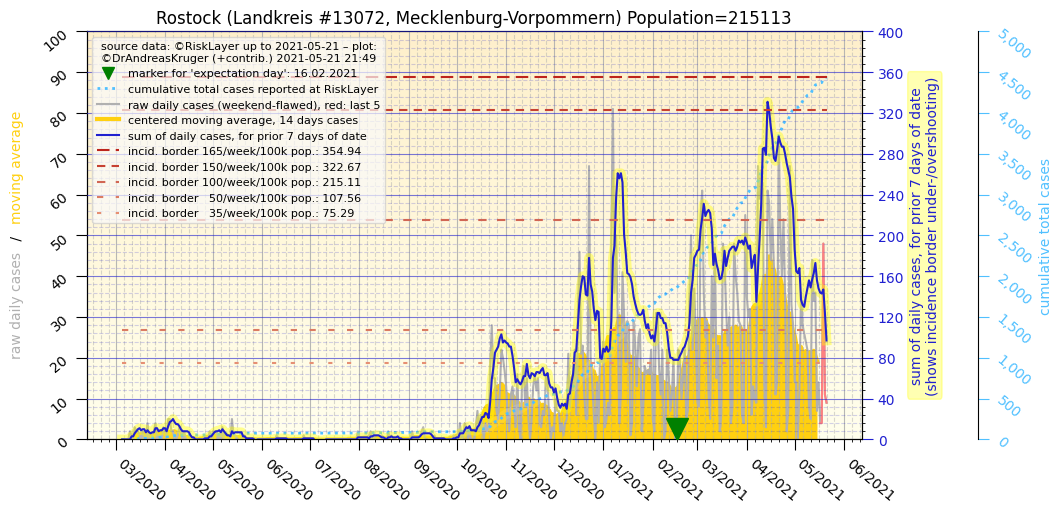 Rostock (Landkreis #13072, Mecklenburg-Vorpommern) Population=215113
source data: ©RiskLayer up to 2021-05-21 – plot:
©DrAndreasKruger (+contrib.) 2021-05-21 21:49
marker for 'expectation day': 16.02.2021
cumulative total cases reported at RiskLayer
raw daily cases (weekend-flawed), red: last 5
centered moving average, 14 days cases
sum of daily cases, for prior 7 days of date
incid. border 165/week/100k pop.: 354.94
incid. border 150/week/100k pop.: 322.67
incid. border 100/week/100k pop.: 215.11
incid. border   50/week/100k pop.: 107.56
incid. border   35/week/100k pop.: 75.29
raw daily cases / moving average
100
90
80
70
60
50
40
30
20
10
0
03/2020
04/2020
05/2020
06/2020
07/2020
08/2020
09/2020
10/2020
11/2020
12/2020
01/2021
02/2021
03/2021
04/2021
05/2021
06/2021
400
360
320
280
240
200
160
120
80
40
0
sum of daily cases, for prior 7 days of date
(shows incidence border under-/overshooting)
5,000
4,500
4,000
3,500
3,000
2,500
2,000
1,500
1,000
500
0
cumulative total cases